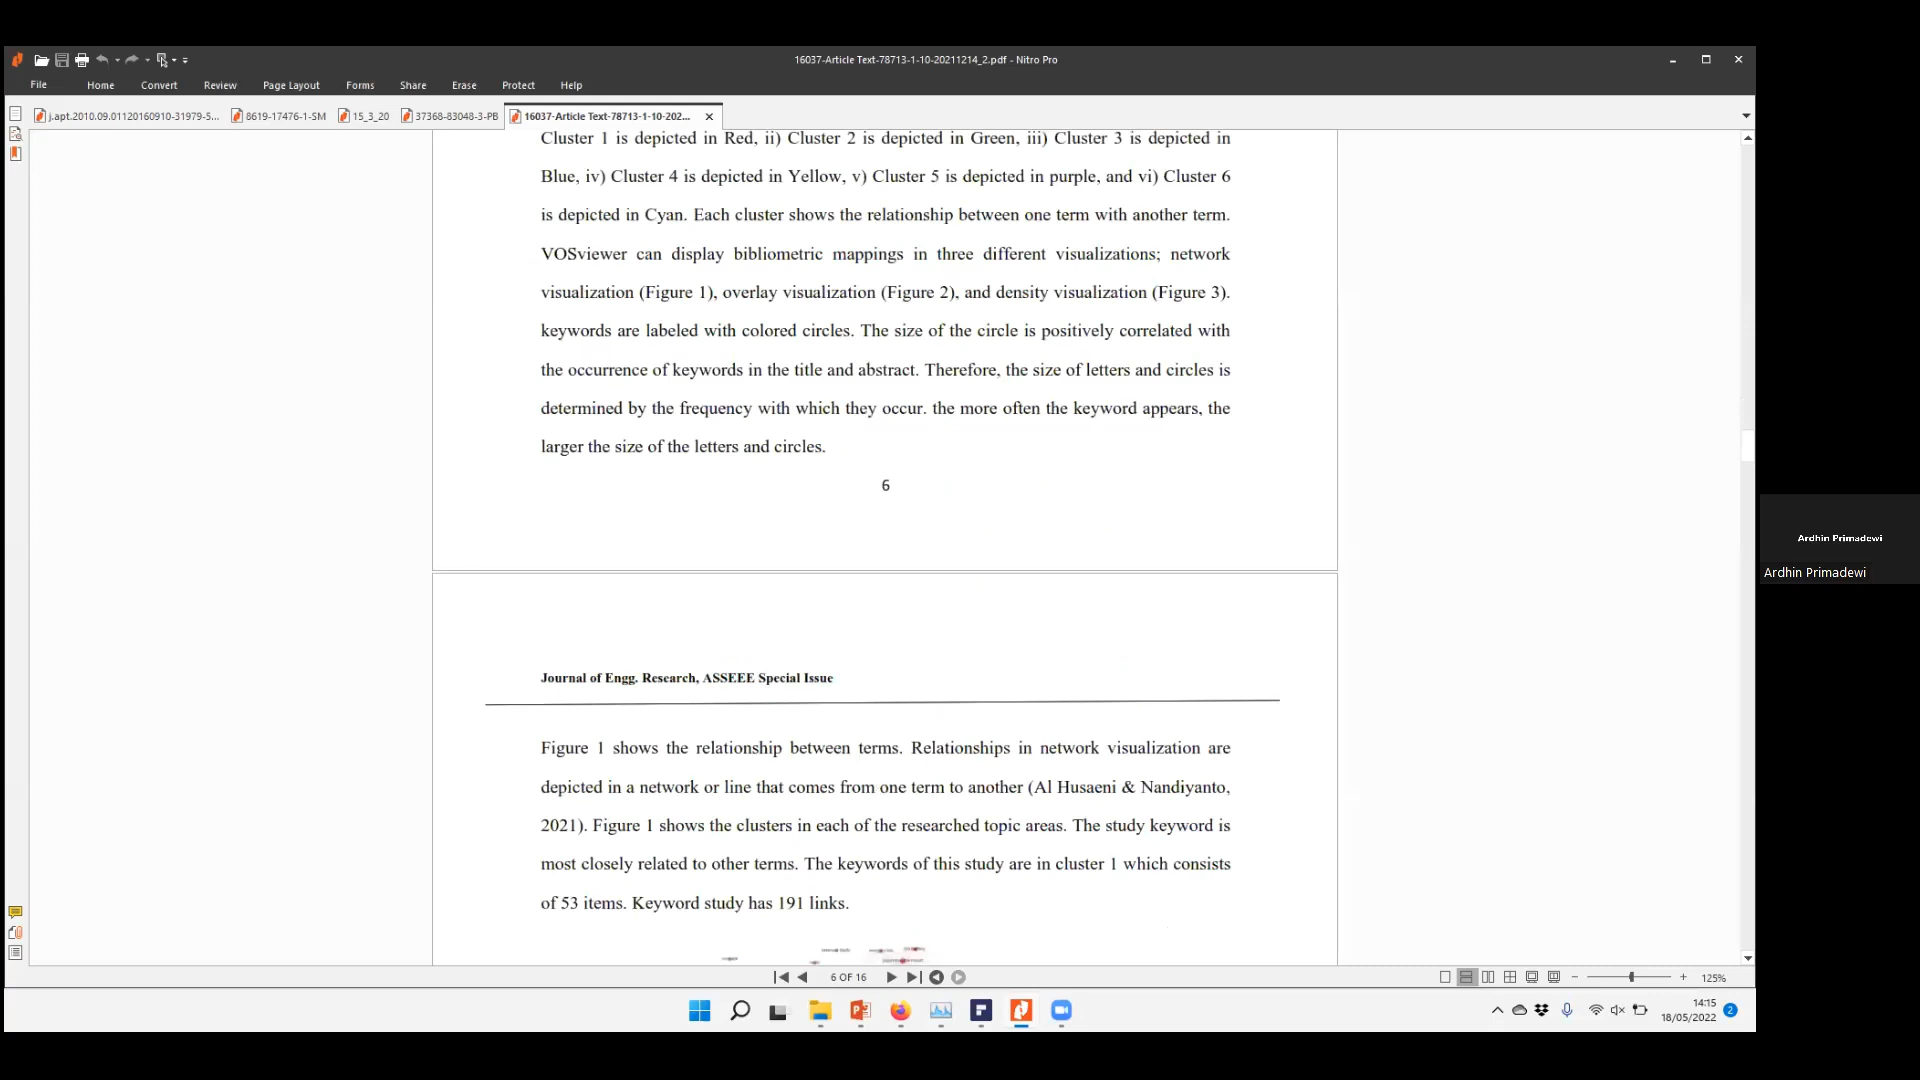 16037-Article Text-78713-1-10-20211214_2.pdf - Nitro Pro
File Home Convert Review Page Layout Forms Share Erase Protect Help
j.apt.2010.09.01120160910-31979-5... 8619-17476-1-SM 15_3_20 37368-83048-3-PB 16037-Article Text-78713-1-10-202...
Cluster 1 is depicted in Red, ii) Cluster 2 is depicted in Green, iii) Cluster 3 is depicted in
Blue, iv) Cluster 4 is depicted in Yellow, v) Cluster 5 is depicted in purple, and vi) Cluster 6
is depicted in Cyan. Each cluster shows the relationship between one term with another term.
VOSviewer can display bibliometric mappings in three different visualizations; network
visualization (Figure 1), overlay visualization (Figure 2), and density visualization (Figure 3).
keywords are labeled with colored circles. The size of the circle is positively correlated with
the occurrence of keywords in the title and abstract. Therefore, the size of letters and circles is
determined by the frequency with which they occur. the more often the keyword appears, the
larger the size of the letters and circles.
6
Journal of Engg. Research, ASSEEE Special Issue
Figure 1 shows the relationship between terms. Relationships in network visualization are
depicted in a network or line that comes from one term to another (Al Husaeni & Nandiyanto,
2021). Figure 1 shows the clusters in each of the researched topic areas. The study keyword is
most closely related to other terms. The keywords of this study are in cluster 1 which consists
of 53 items. Keyword study has 191 links.
6 OF 16
125%
14:15
18/05/2022
2
Ardhin Primadewi
Ardhin Primadewi